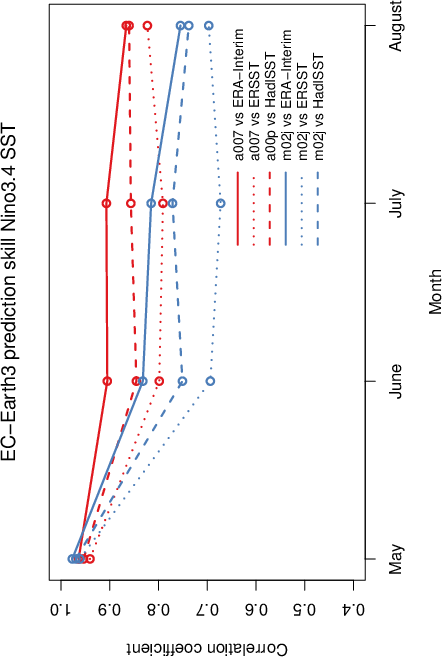 EC−Earth3 prediction skill Nino3.4 SST
Correlation coefficient
1.0
0.9
0.8
0.7
0.6
0.5
0.4
May
June
July
August
Month
a007 vs ERA−Interim
a007 vs ERSST
a00p vs HadISST
m02j vs ERA−Interim
m02j vs ERSST
m02j vs HadISST